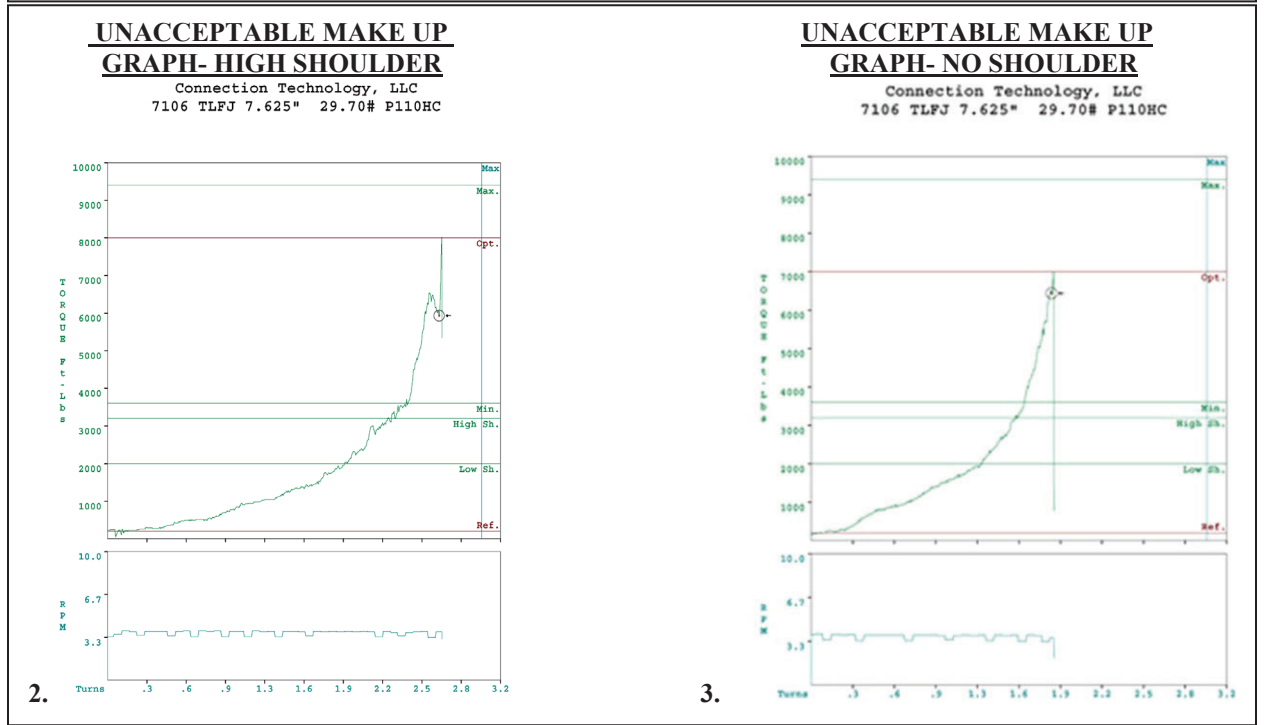 UNACCEPTABLE MAKE UP
GRAPH- HIGH SHOULDER
Connection Technology, LLC
7106 TLFJ 7.625" 29.70# P110HC
10000
9000
8000
7000
6000
5000
4000
3000
2000
1000
TORQUE Ft-Lbs
Max
Max.
Opt.
Min.
High Sh.
Low Sh.
Ref.
10.0
6.7
3.3
RPM
Turns .3 .6 .9 1.3 1.6 1.9 2.2 2.5 2.8 3.2
2.
UNACCEPTABLE MAKE UP
GRAPH- NO SHOULDER
Connection Technology, LLC
7106 TLFJ 7.625" 29.70# P110HC
10000
9000
8000
7000
6000
5000
4000
3000
2000
1000
TORQUE Ft-Lbs
Max
Max.
Opt.
Min.
High Sh.
Low Sh.
Ref.
10.0
6.7
3.3
RPM
Turns .3 .6 .9 1.3 1.6 1.9 2.2 2.5 2.8 3.2
3.